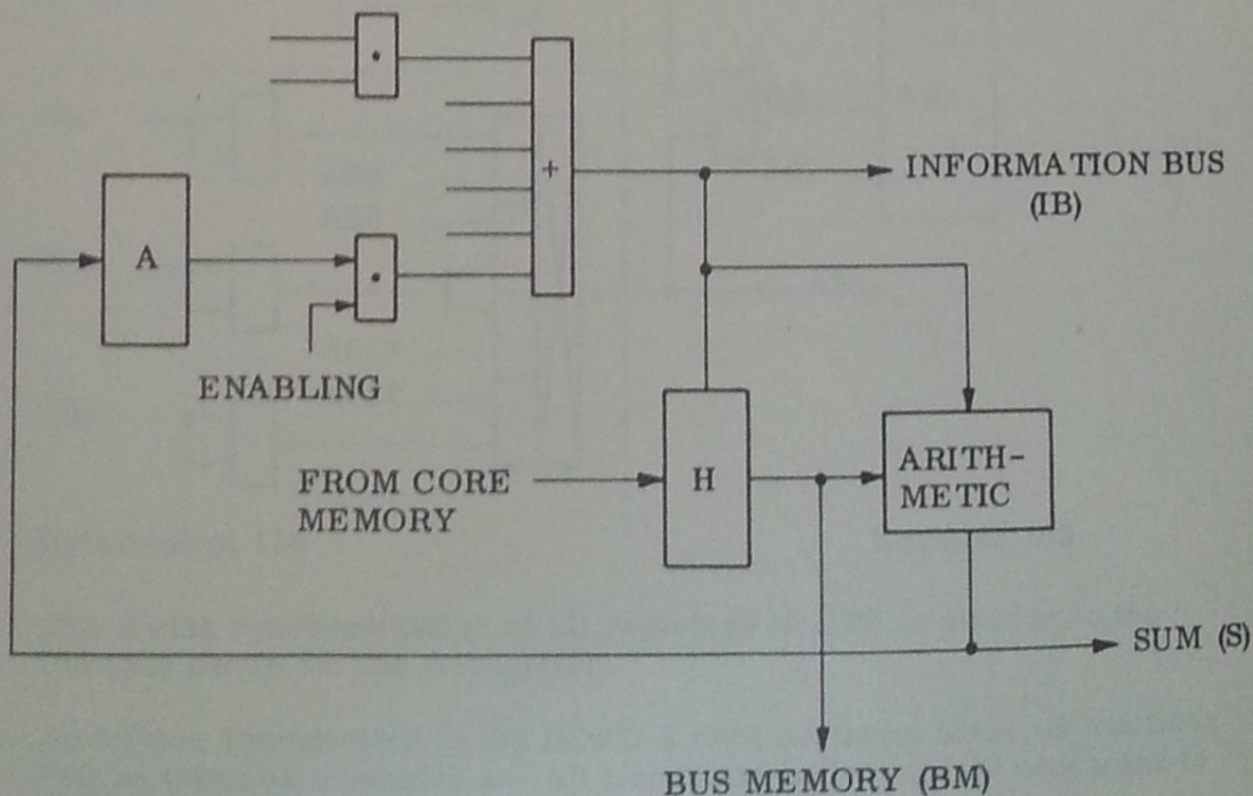 ·
+
INFORMATION BUS
(IB)
A
·
ENABLING
FROM CORE
MEMORY
H
ARITH-
METIC
SUM (S)
BUS MEMORY (BM)